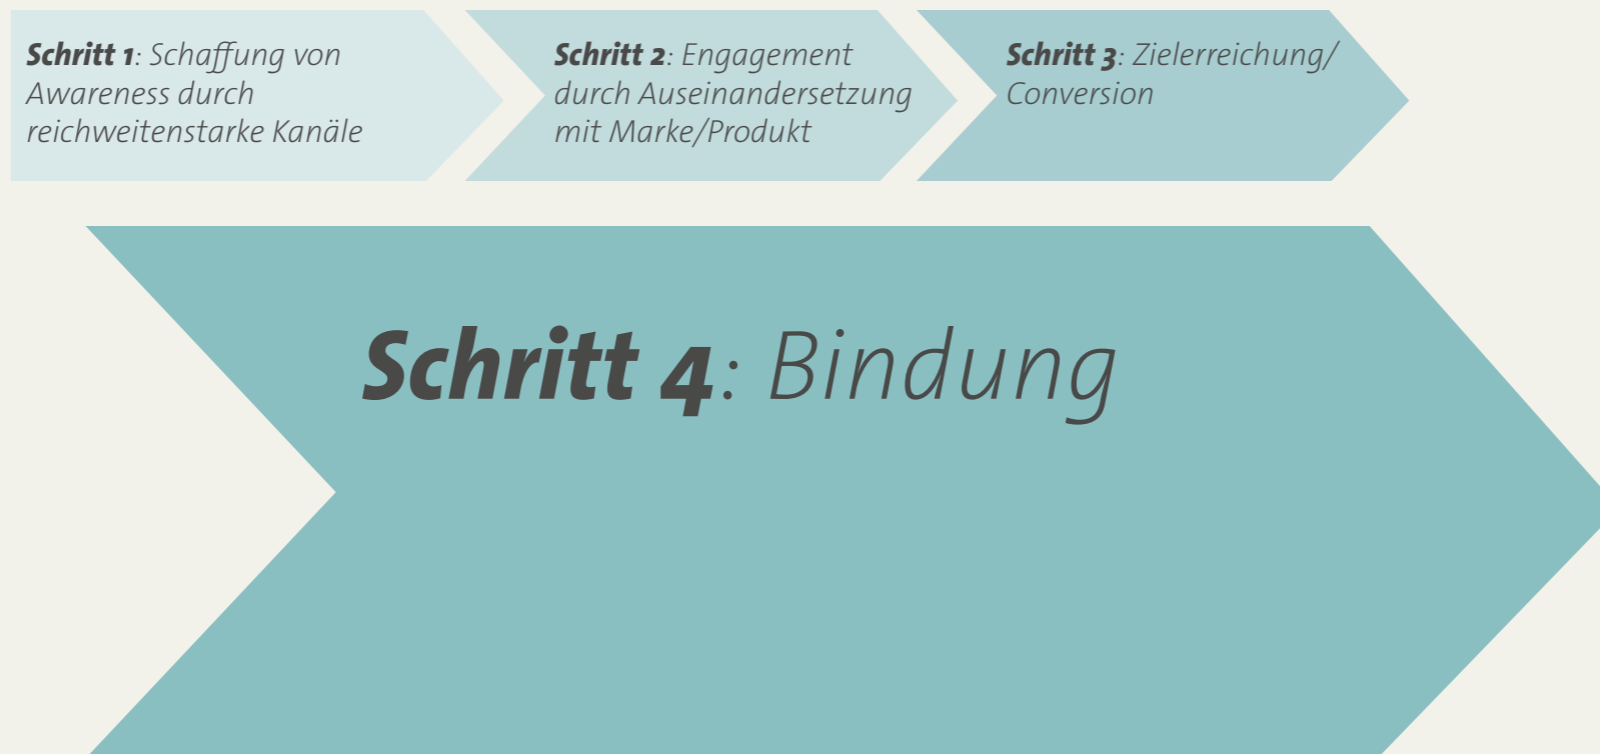 Schritt 1: Schaffung von
Awareness durch
reichweitenstarke Kanäle
Schritt 2: Engagement
durch Auseinandersetzung
mit Marke/Produkt
Schritt 3: Zielerreichung/
Conversion
Schritt 4: Bindung